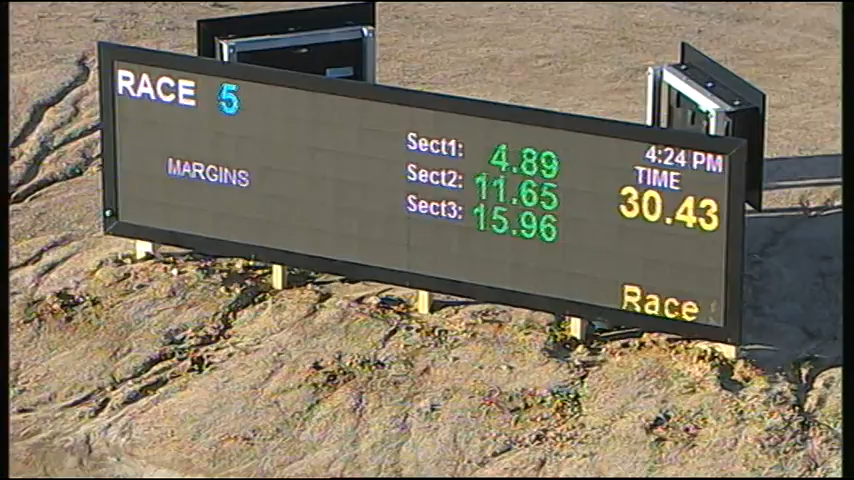 RACE 5
MARGINS
Sect1: 4.89
Sect2: 11.65
Sect3: 15.96
4:24 PM
TIME
30.43
Race